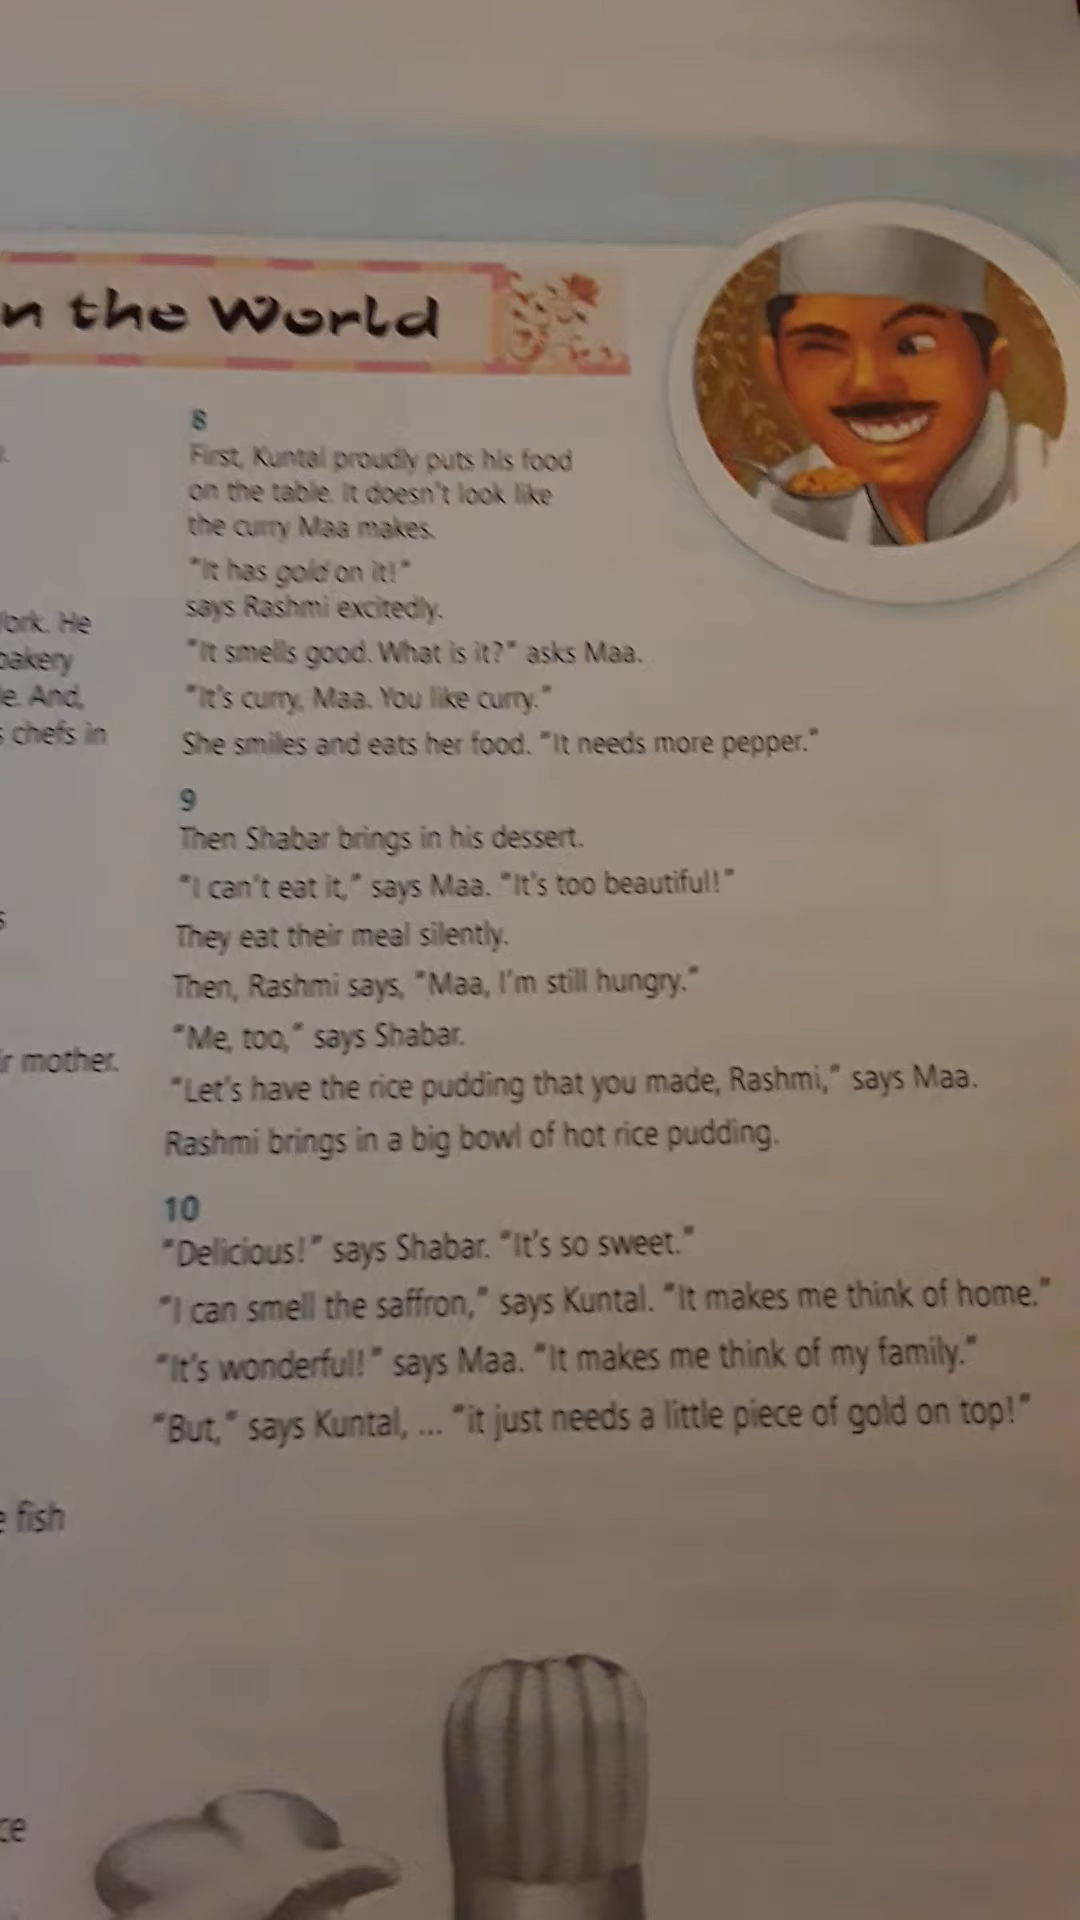 n the World
.
York. He
bakery
e. And,
s chefs in
s
ir mother.
e fish
ce
8
First, Kuntal proudly puts his food
on the table. It doesn't look like
the curry Maa makes.
"It has gold on it!"
says Rashmi excitedly.
"It smells good. What is it?" asks Maa.
"It's curry, Maa. You like curry."
She smiles and eats her food. "It needs more pepper."
9
Then Shabar brings in his dessert.
"I can't eat it," says Maa. "It's too beautiful!"
They eat their meal silently.
Then, Rashmi says, "Maa, I'm still hungry."
"Me, too," says Shabar.
"Let's have the rice pudding that you made, Rashmi," says Maa.
Rashmi brings in a big bowl of hot rice pudding.
10
"Delicious!" says Shabar. "It's so sweet."
"I can smell the saffron," says Kuntal. "It makes me think of home."
"It's wonderful!" says Maa. "It makes me think of my family."
"But," says Kuntal, ... "it just needs a little piece of gold on top!"